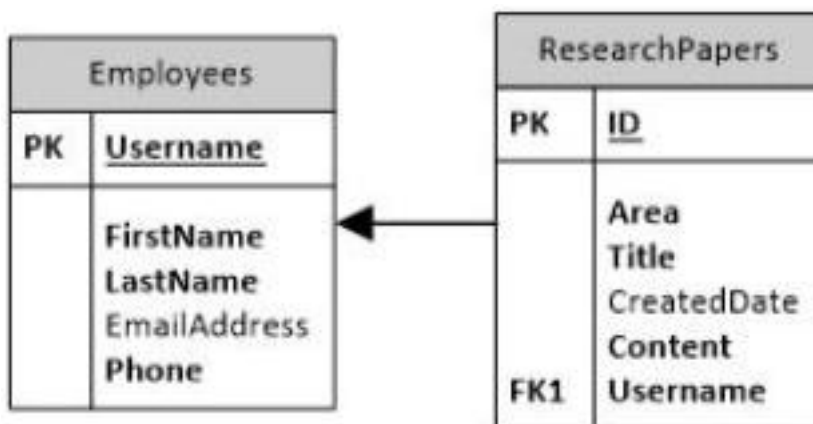 Employees
PK Username
FirstName
LastName
EmailAddress
Phone
ResearchPapers
PK ID
Area
Title
CreatedDate
Content
FK1 Username